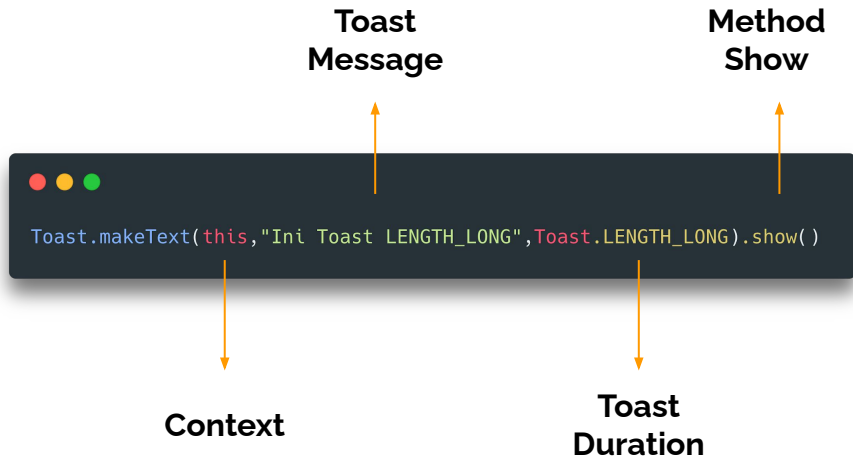 Toast
Message
Method
Show
Toast.makeText(this,"Ini Toast LENGTH_LONG",Toast.LENGTH_LONG).show()
Context
Toast
Duration